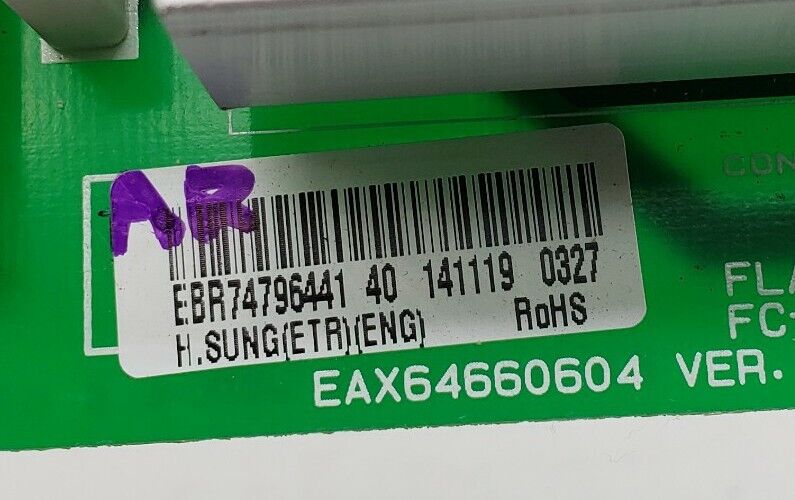 CON
AR
EBR74796441 40 141119 0327
H.SUNG(ETR)(ENG) RoHS
FLA
FC-
EAX64660604 VER.